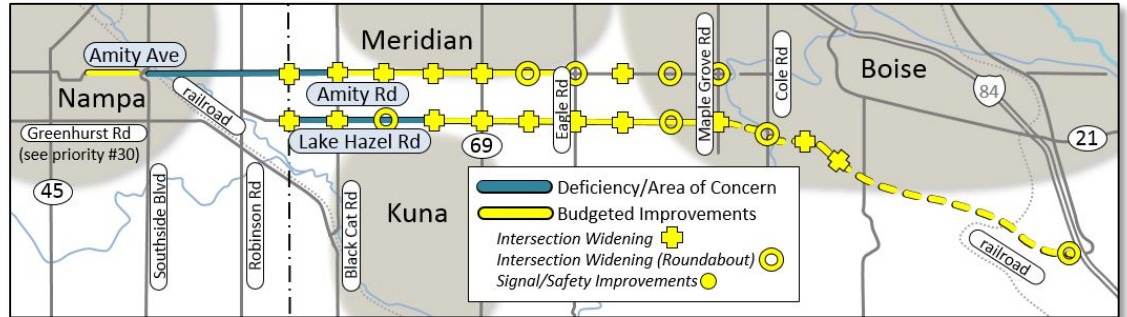 Amity Ave
Meridian
Nampa
railroad
Amity Rd
Boise
Eagle Rd
Maple Grove Rd
Cole Rd
84
Greenhurst Rd
(see priority #30)
Lake Hazel Rd
69
21
45
Southside Blvd
Robinson Rd
Black Cat Rd
Kuna
Deficiency/Area of Concern
Budgeted Improvements
Intersection Widening
Intersection Widening (Roundabout)
Signal/Safety Improvements
railroad